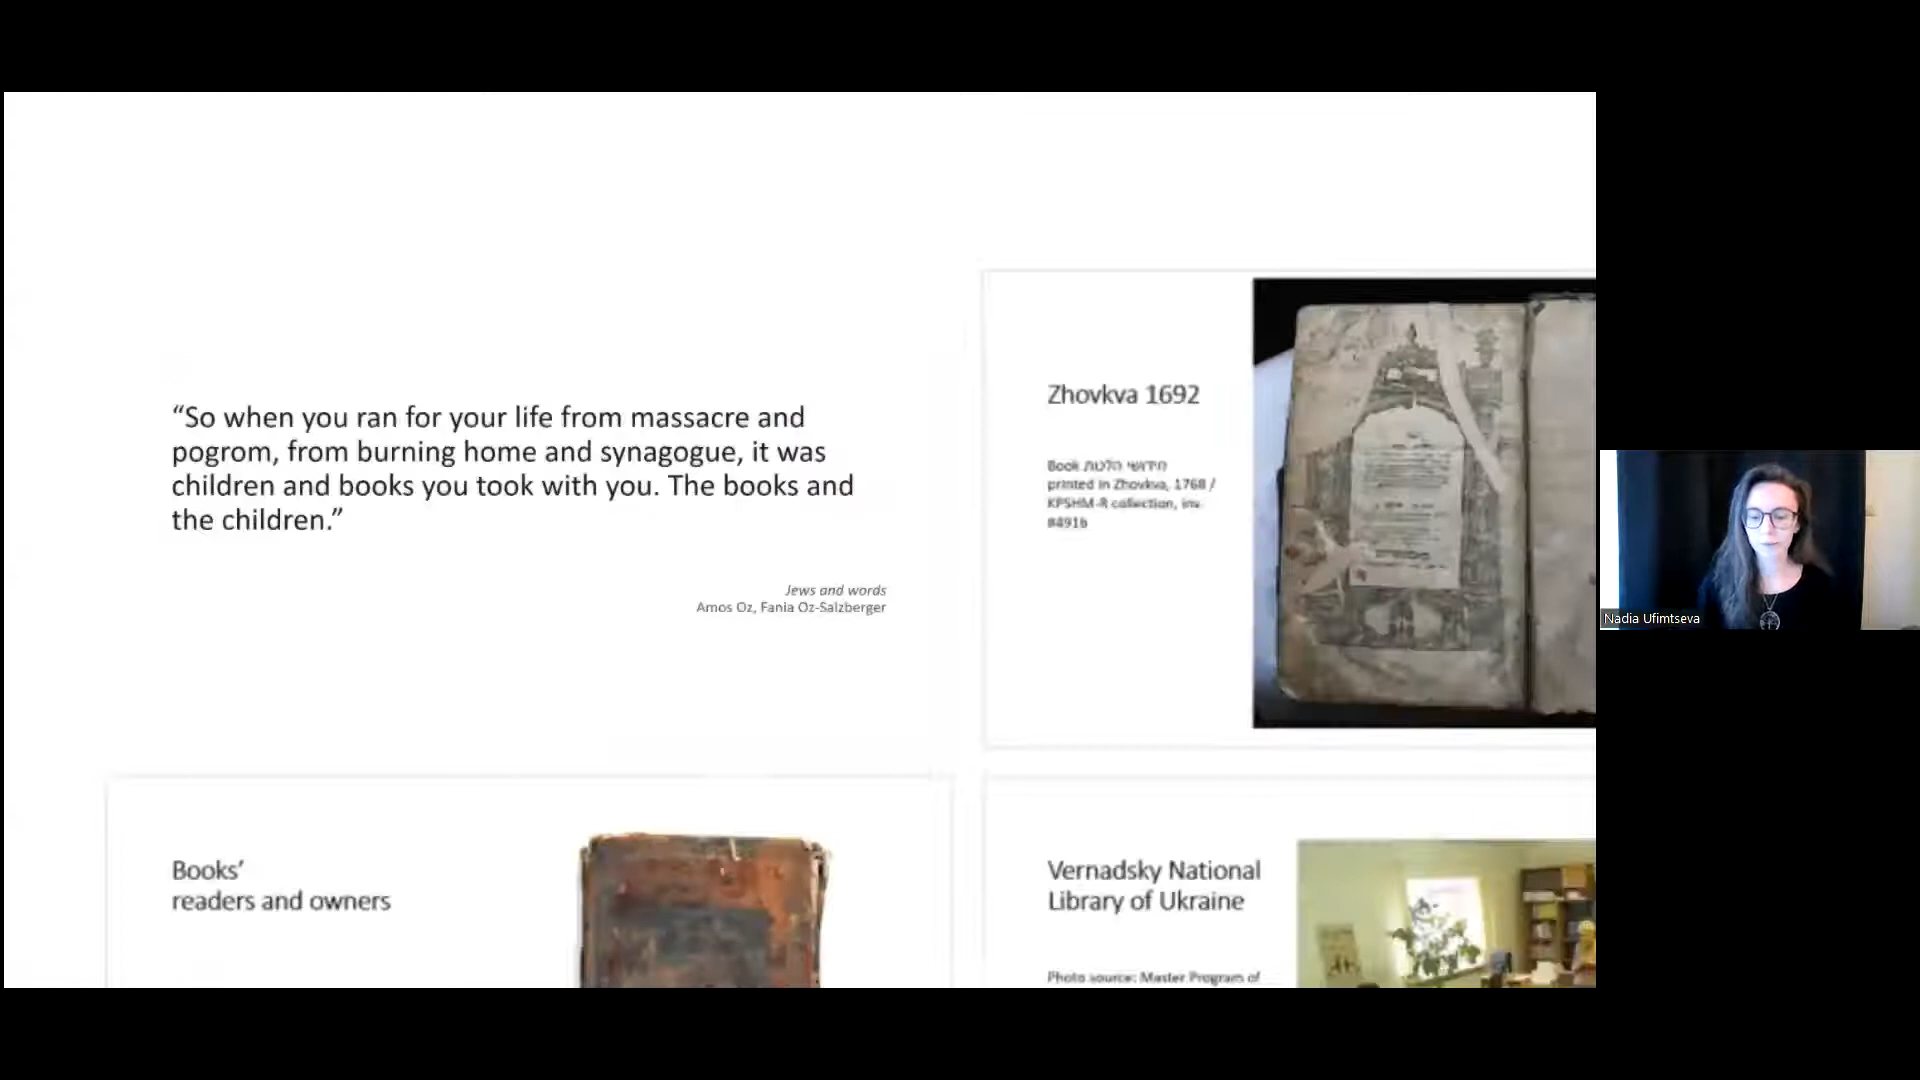 “So when you ran for your life from massacre and
pogrom, from burning home and synagogue, it was
children and books you took with you. The books and
the children.”
Jews and words
Amos Oz, Fania Oz-Salzberger
Zhovkva 1692
Book חידושי הלכות
printed in Zhovkva, 1768 /
KPSHM-R collection, inv.
#491b
Books’
readers and owners
Vernadsky National
Library of Ukraine
Photo source: Master Program of
Nadia Ufimtseva